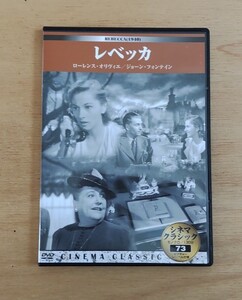 REBECCA(1940)
レベッカ
ローレンス・オリヴィエ／ジョーン・フォンテイン
シネマ
クラシック
73
DVD
CINEMA CLASSIC